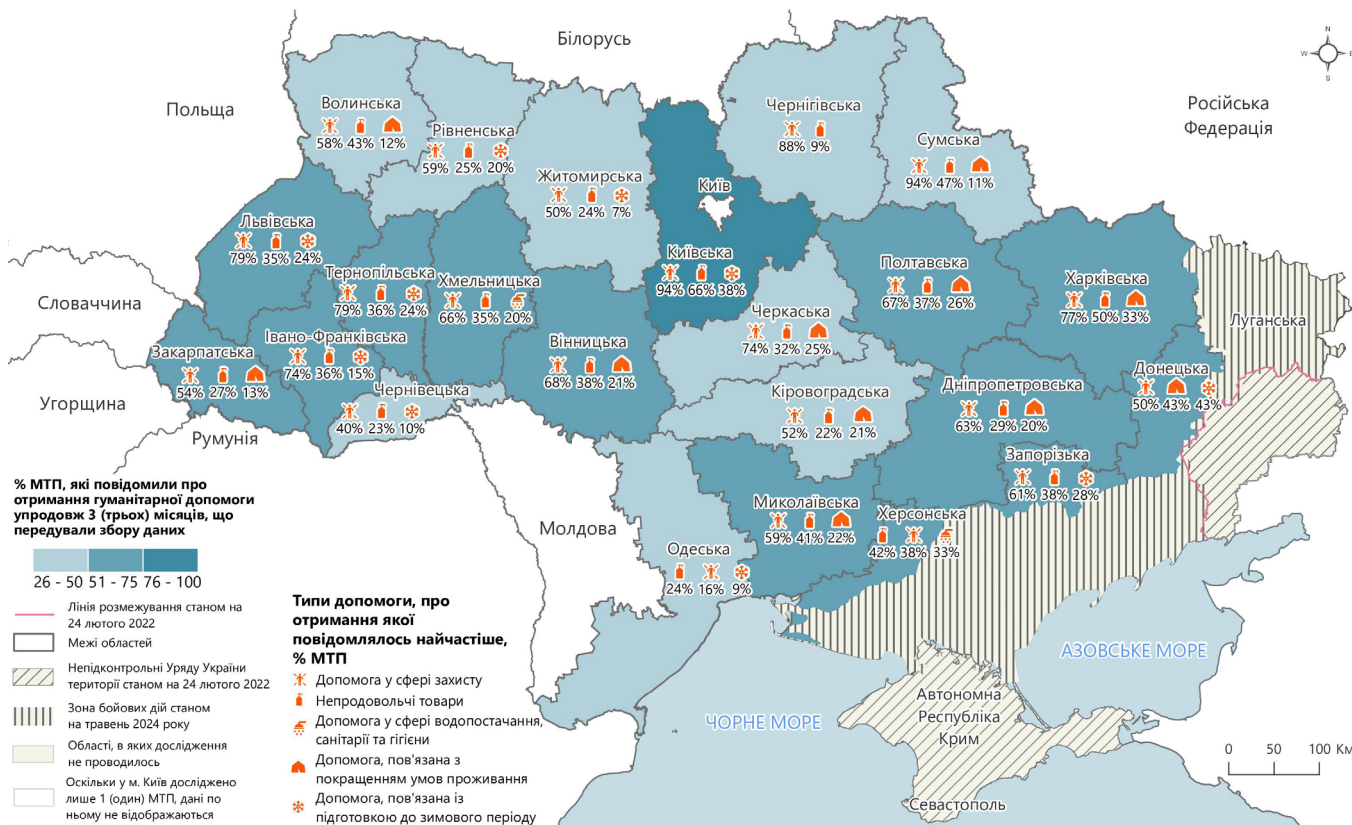 Білорусь
N
W
E
S
Польща
Російська
Федерація
Волинська
58% 43% 12%
Рівненська
59% 25% 20%
Житомирська
50% 24% 7%
Чернігівська
88% 9%
Сумська
94% 47% 11%
Київ
Київська
94% 66% 38%
Львівська
79% 35% 24%
Тернопільська
79% 36% 24%
Хмельницька
66% 35% 20%
Полтавська
67% 37% 26%
Харківська
77% 50% 33%
Луганська
Словаччина
Черкаська
74% 32% 25%
Вінницька
68% 38% 21%
Івано-Франківська
74% 36% 15%
Закарпатська
54% 27% 13%
Чернівецька
40% 23% 10%
Кіровоградська
52% 22% 21%
Дніпропетровська
63% 29% 20%
Донецька
50% 43% 43%
Угорщина
Румунія
Запорізька
61% 38% 28%
Миколаївська
59% 41% 22%
Херсонська
42% 38% 33%
Молдова
Одеська
24% 16% 9%
АЗОВСЬКЕ МОРЕ
ЧОРНЕ МОРЕ
Автономна
Республіка
Крим
Севастополь
0 50 100 Км
% МТП, які повідомили про
отримання гуманітарної допомоги
упродовж 3 (трьох) місяців, що
передували збору даних
26 - 50 51 - 75 76 - 100
Лінія розмежування станом на
24 лютого 2022
Межі областей
Непідконтрольні Уряду України
території станом на 24 лютого 2022
Зона бойових дій станом
на травень 2024 року
Області, в яких дослідження
не проводилось
Оскільки у м. Київ досліджено
лише 1 (один) МТП, дані по
ньому не відображаються
Типи допомоги, про
отримання якої
повідомлялось найчастіше,
% МТП
Допомога у сфері захисту
Непродовольчі товари
Допомога у сфері водопостачання,
санітарії та гігієни
Допомога, пов'язана з
покращенням умов проживання
Допомога, пов'язана із
підготовкою до зимового періоду